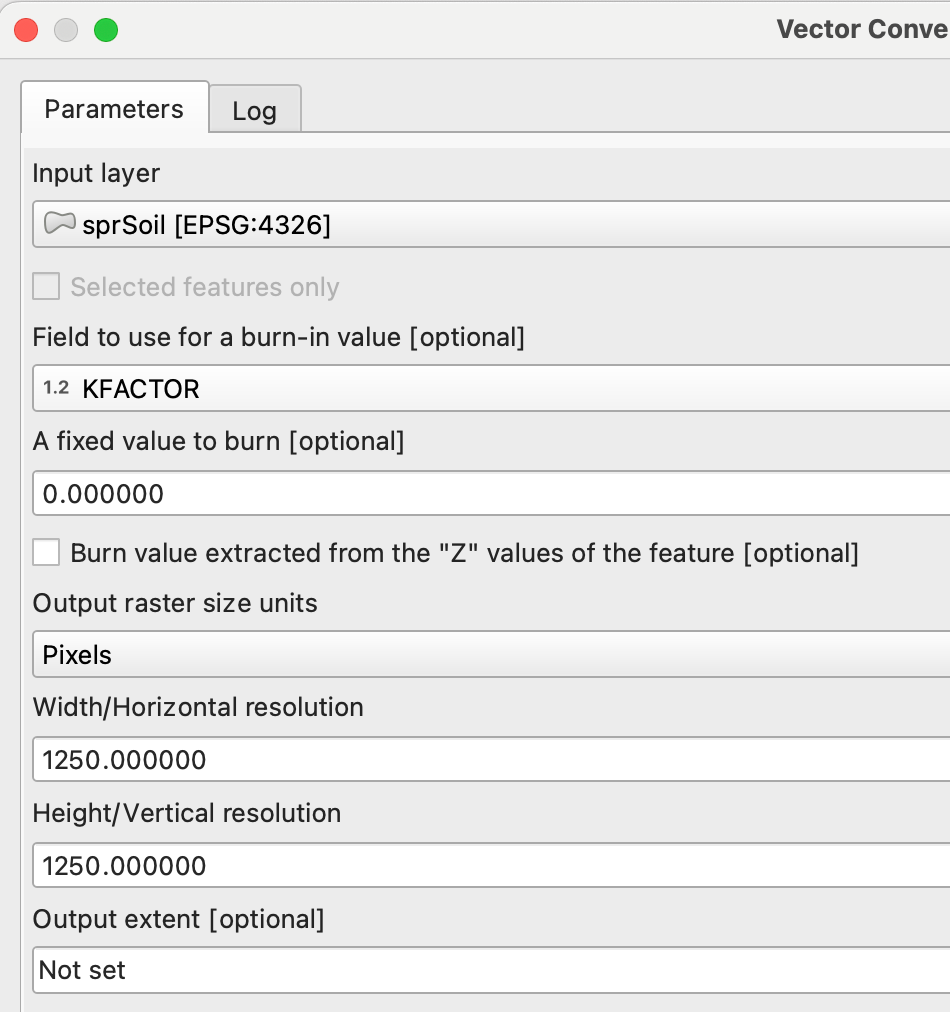 Vector Conve
Parameters
Log
Input layer
sprSoil [EPSG:4326]
Selected features only
Field to use for a burn-in value [optional]
1.2 KFACTOR
A fixed value to burn [optional]
0.000000
Burn value extracted from the "Z" values of the feature [optional]
Output raster size units
Pixels
Width/Horizontal resolution
1250.000000
Height/Vertical resolution
1250.000000
Output extent [optional]
Not set